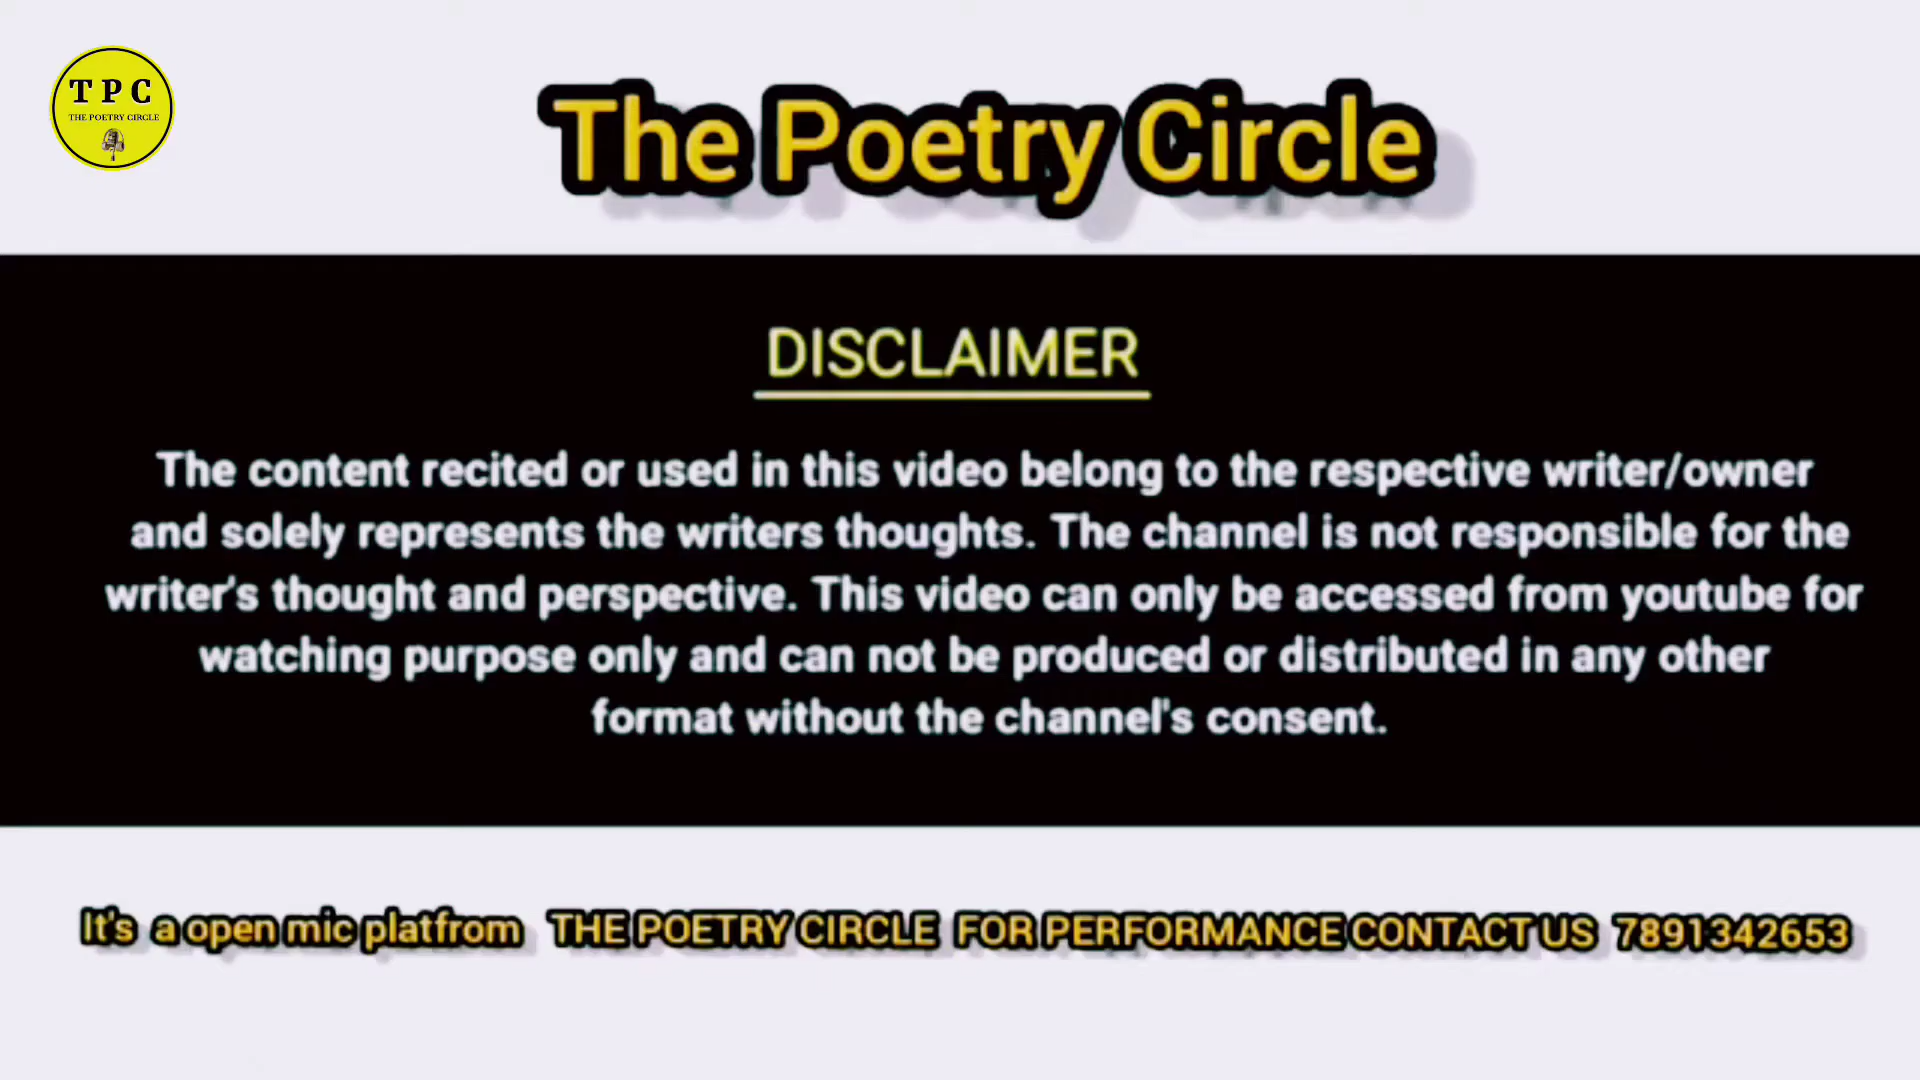 T P C
THE POETRY CIRCLE
The Poetry Circle
DISCLAIMER
The content recited or used in this video belong to the respective writer/owner
and solely represents the writers thoughts. The channel is not responsible for the
writer's thought and perspective. This video can only be accessed from youtube for
watching purpose only and can not be produced or distributed in any other
format without the channel's consent.
It's a open mic platfrom THE POETRY CIRCLE FOR PERFORMANCE CONTACT US 7891342653